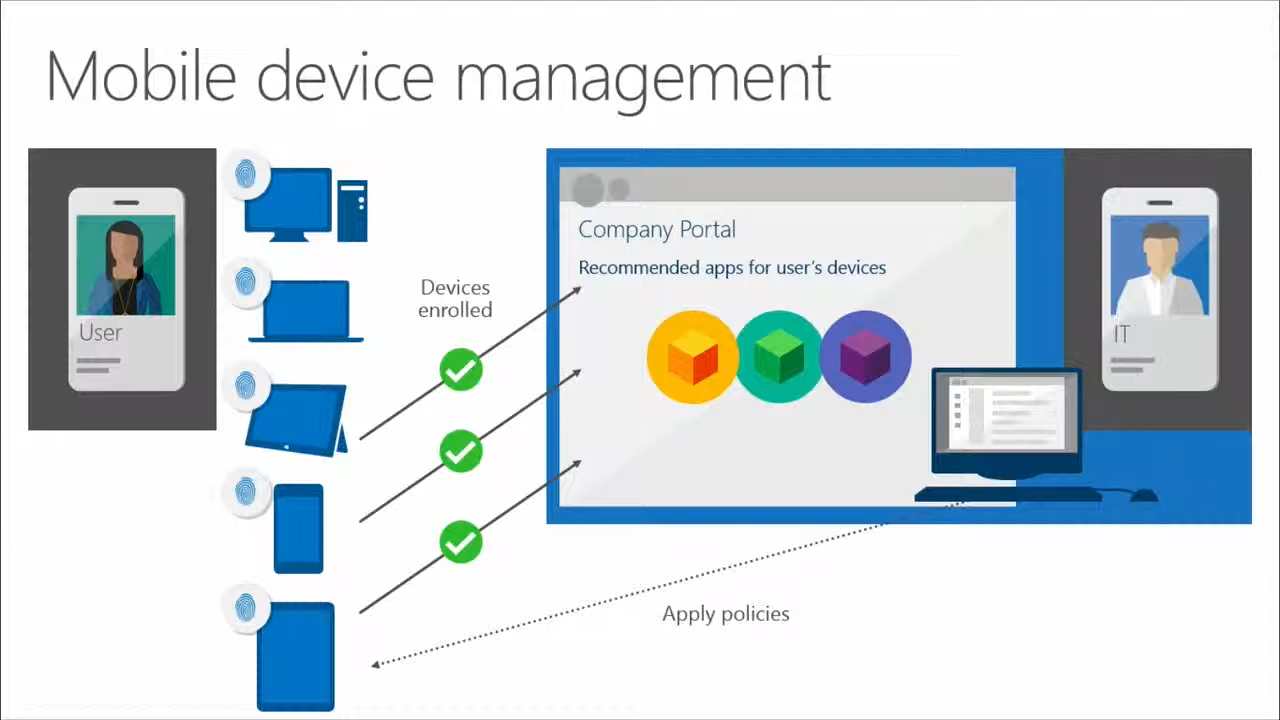 Mobile device management
User
Devices
enrolled
Company Portal
Recommended apps for user's devices
IT
Apply policies